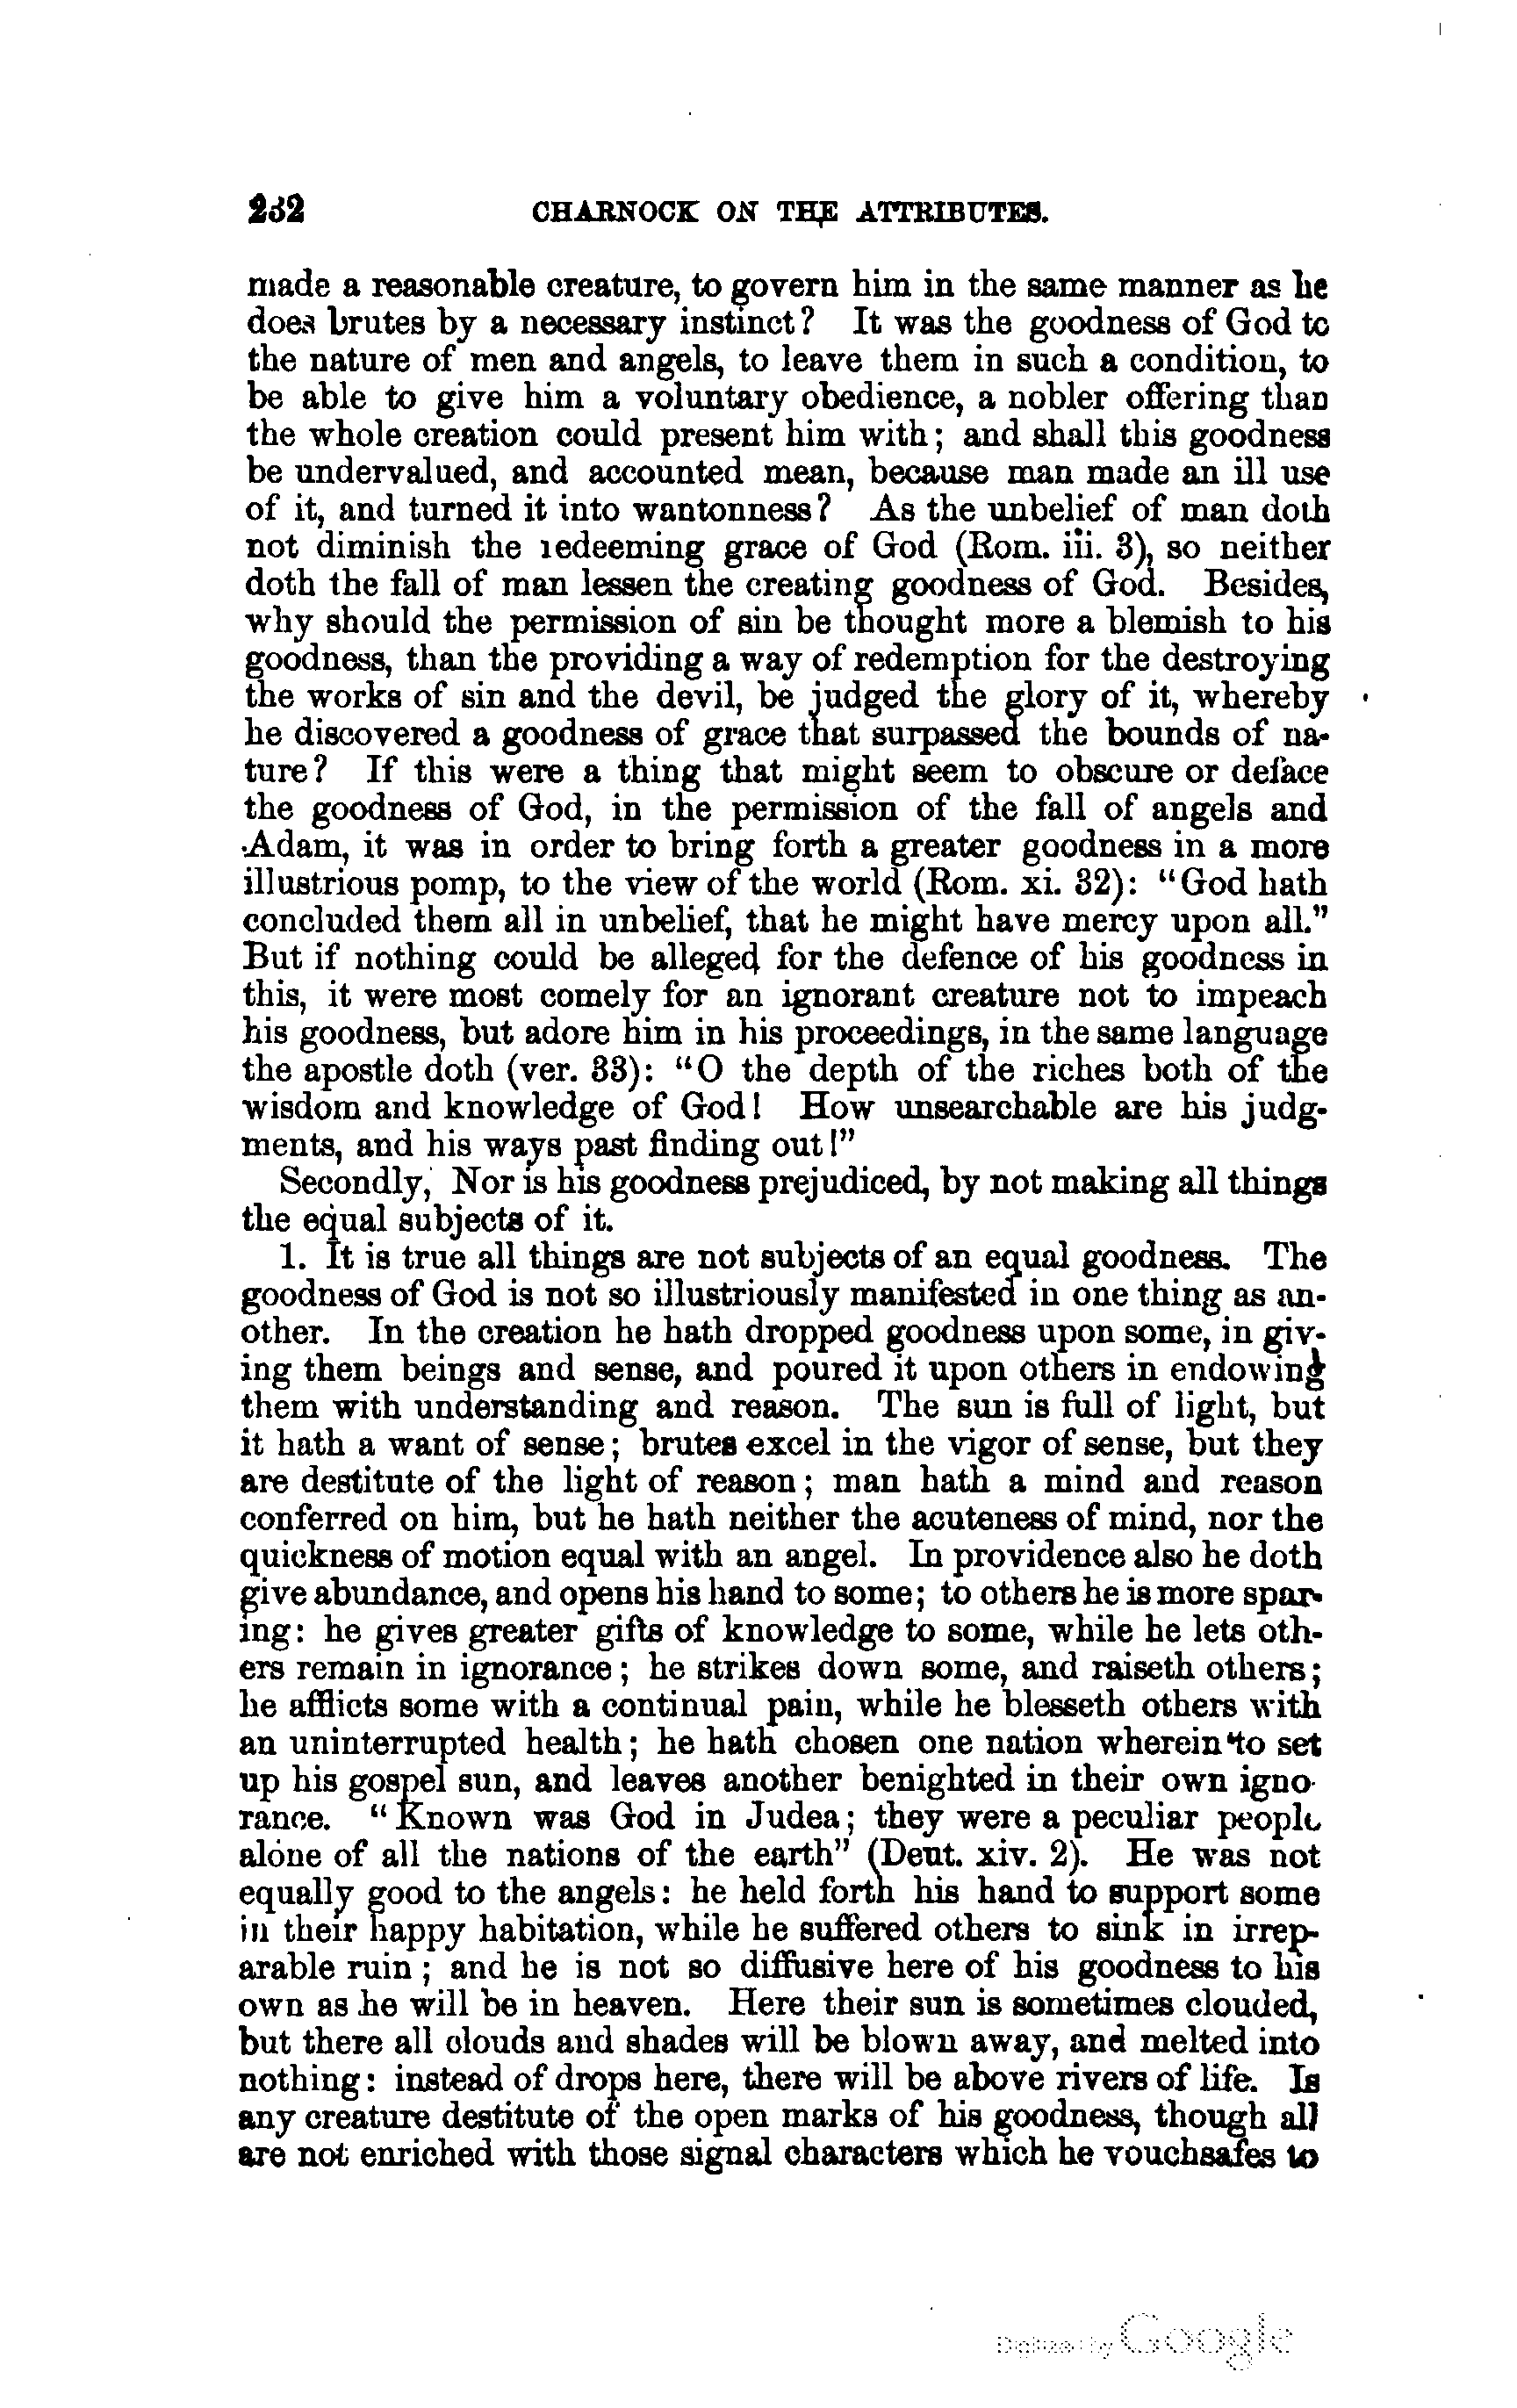 232 CHARNOCK ON THE ATTRIBUTES.
made a reasonable creature, to govern him in the same manner as he
does brutes by a necessary instinct? It was the goodness of God to
the nature of men and angels, to leave them in such a condition, to
be able to give him a voluntary obedience, a nobler offering than
the whole creation could present him with; and shall this goodness
be undervalued, and accounted mean, because man made an ill use
of it, and turned it into wantonness? As the unbelief of man doth
not diminish the redeeming grace of God (Rom. iii. 3), so neither
doth the fall of man lessen the creating goodness of God. Besides,
why should the permission of sin be thought more a blemish to his
goodness, than the providing a way of redemption for the destroying
the works of sin and the devil, be judged the glory of it, whereby
he discovered a goodness of grace that surpassed the bounds of na-
ture? If this were a thing that might seem to obscure or deface
the goodness of God, in the permission of the fall of angels and
Adam, it was in order to bring forth a greater goodness in a more
illustrious pomp, to the view of the world (Rom. xi. 32): "God hath
concluded them all in unbelief, that he might have mercy upon all."
But if nothing could be alleged for the defence of his goodness in
this, it were most comely for an ignorant creature not to impeach
his goodness, but adore him in his proceedings, in the same language
the apostle doth (ver. 33): "O the depth of the riches both of the
wisdom and knowledge of God! How unsearchable are his judg-
ments, and his ways past finding out!"
Secondly, Nor is his goodness prejudiced, by not making all things
the equal subjects of it.
1. It is true all things are not subjects of an equal goodness. The
goodness of God is not so illustriously manifested in one thing as an-
other. In the creation he hath dropped goodness upon some, in giv-
ing them beings and sense, and poured it upon others in endowing
them with understanding and reason. The sun is full of light, but
it hath a want of sense; brutes excel in the vigor of sense, but they
are destitute of the light of reason; man hath a mind and reason
conferred on him, but he hath neither the acuteness of mind, nor the
quickness of motion equal with an angel. In providence also he doth
give abundance, and opens his hand to some; to others he is more spar-
ing: he gives greater gifts of knowledge to some, while he lets oth-
ers remain in ignorance; he strikes down some, and raiseth others;
he afflicts some with a continual pain, while he blesseth others with
an uninterrupted health; he hath chosen one nation wherein to set
up his gospel sun, and leaves another benighted in their own igno-
rance. "Known was God in Judea; they were a peculiar people
alone of all the nations of the earth" (Deut. xiv. 2). He was not
equally good to the angels: he held forth his hand to support some
in their happy habitation, while he suffered others to sink in irrep-
arable ruin; and he is not so diffusive here of his goodness to his
own as he will be in heaven. Here their sun is sometimes clouded,
but there all clouds and shades will be blown away, and melted into
nothing: instead of drops here, there will be above rivers of life. Is
any creature destitute of the open marks of his goodness, though all
are not enriched with those signal characters which he vouchsafes to
Digitized by Google